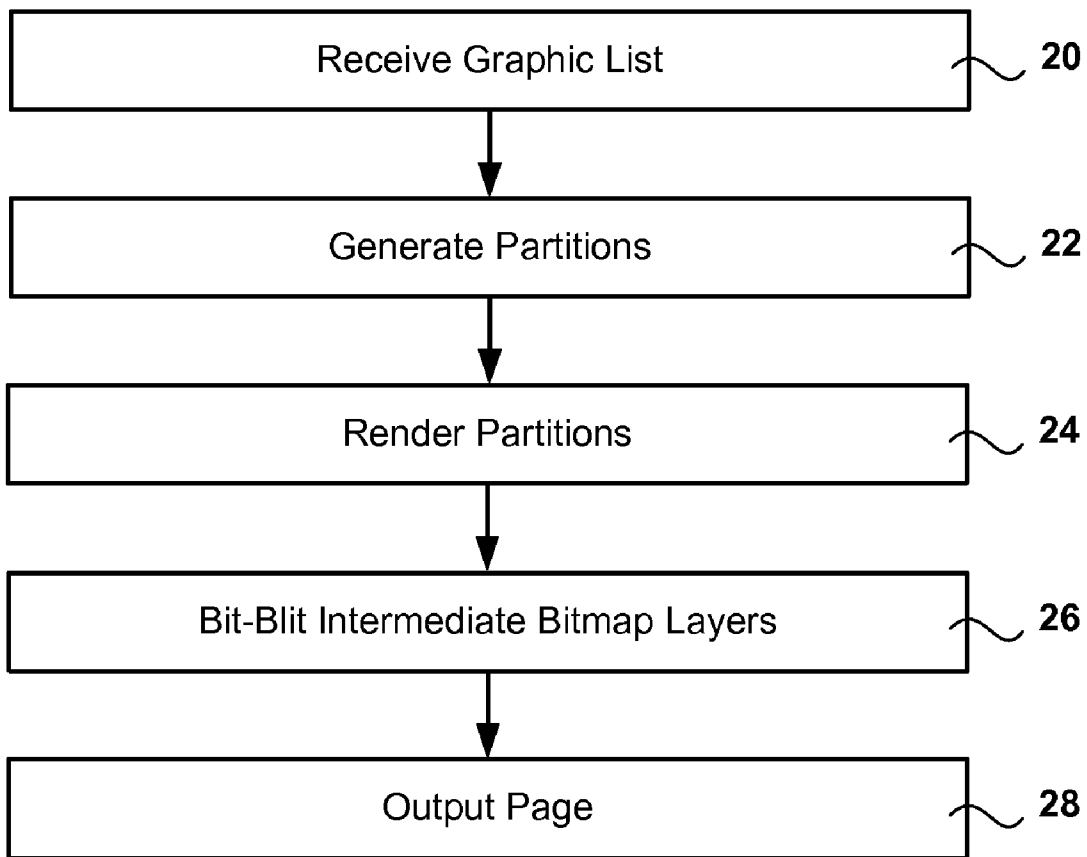 Receive Graphic List 20
Generate Partitions 22
Render Partitions 24
Bit-Blit Intermediate Bitmap Layers 26
Output Page 28